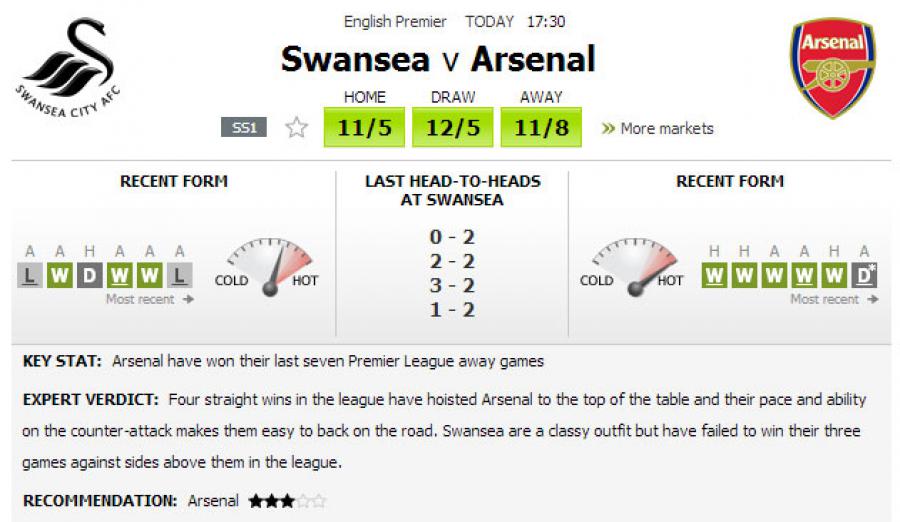 English Premier TODAY 17:30
SWANSEA CITY AFC
Swansea v Arsenal
Arsenal
HOME DRAW AWAY
SS1 11/5 12/5 11/8 » More markets
RECENT FORM
A A H A A A
L W D W W L
COLD HOT
Most recent →
LAST HEAD-TO-HEADS
AT SWANSEA
0 - 2
2 - 2
3 - 2
1 - 2
RECENT FORM
COLD HOT
H H A A H A
W W W W W D*
Most recent →
KEY STAT: Arsenal have won their last seven Premier League away games
EXPERT VERDICT: Four straight wins in the league have hoisted Arsenal to the top of the table and their pace and ability
on the counter-attack makes them easy to back on the road. Swansea are a classy outfit but have failed to win their three
games against sides above them in the league.
RECOMMENDATION: Arsenal ★★★☆☆